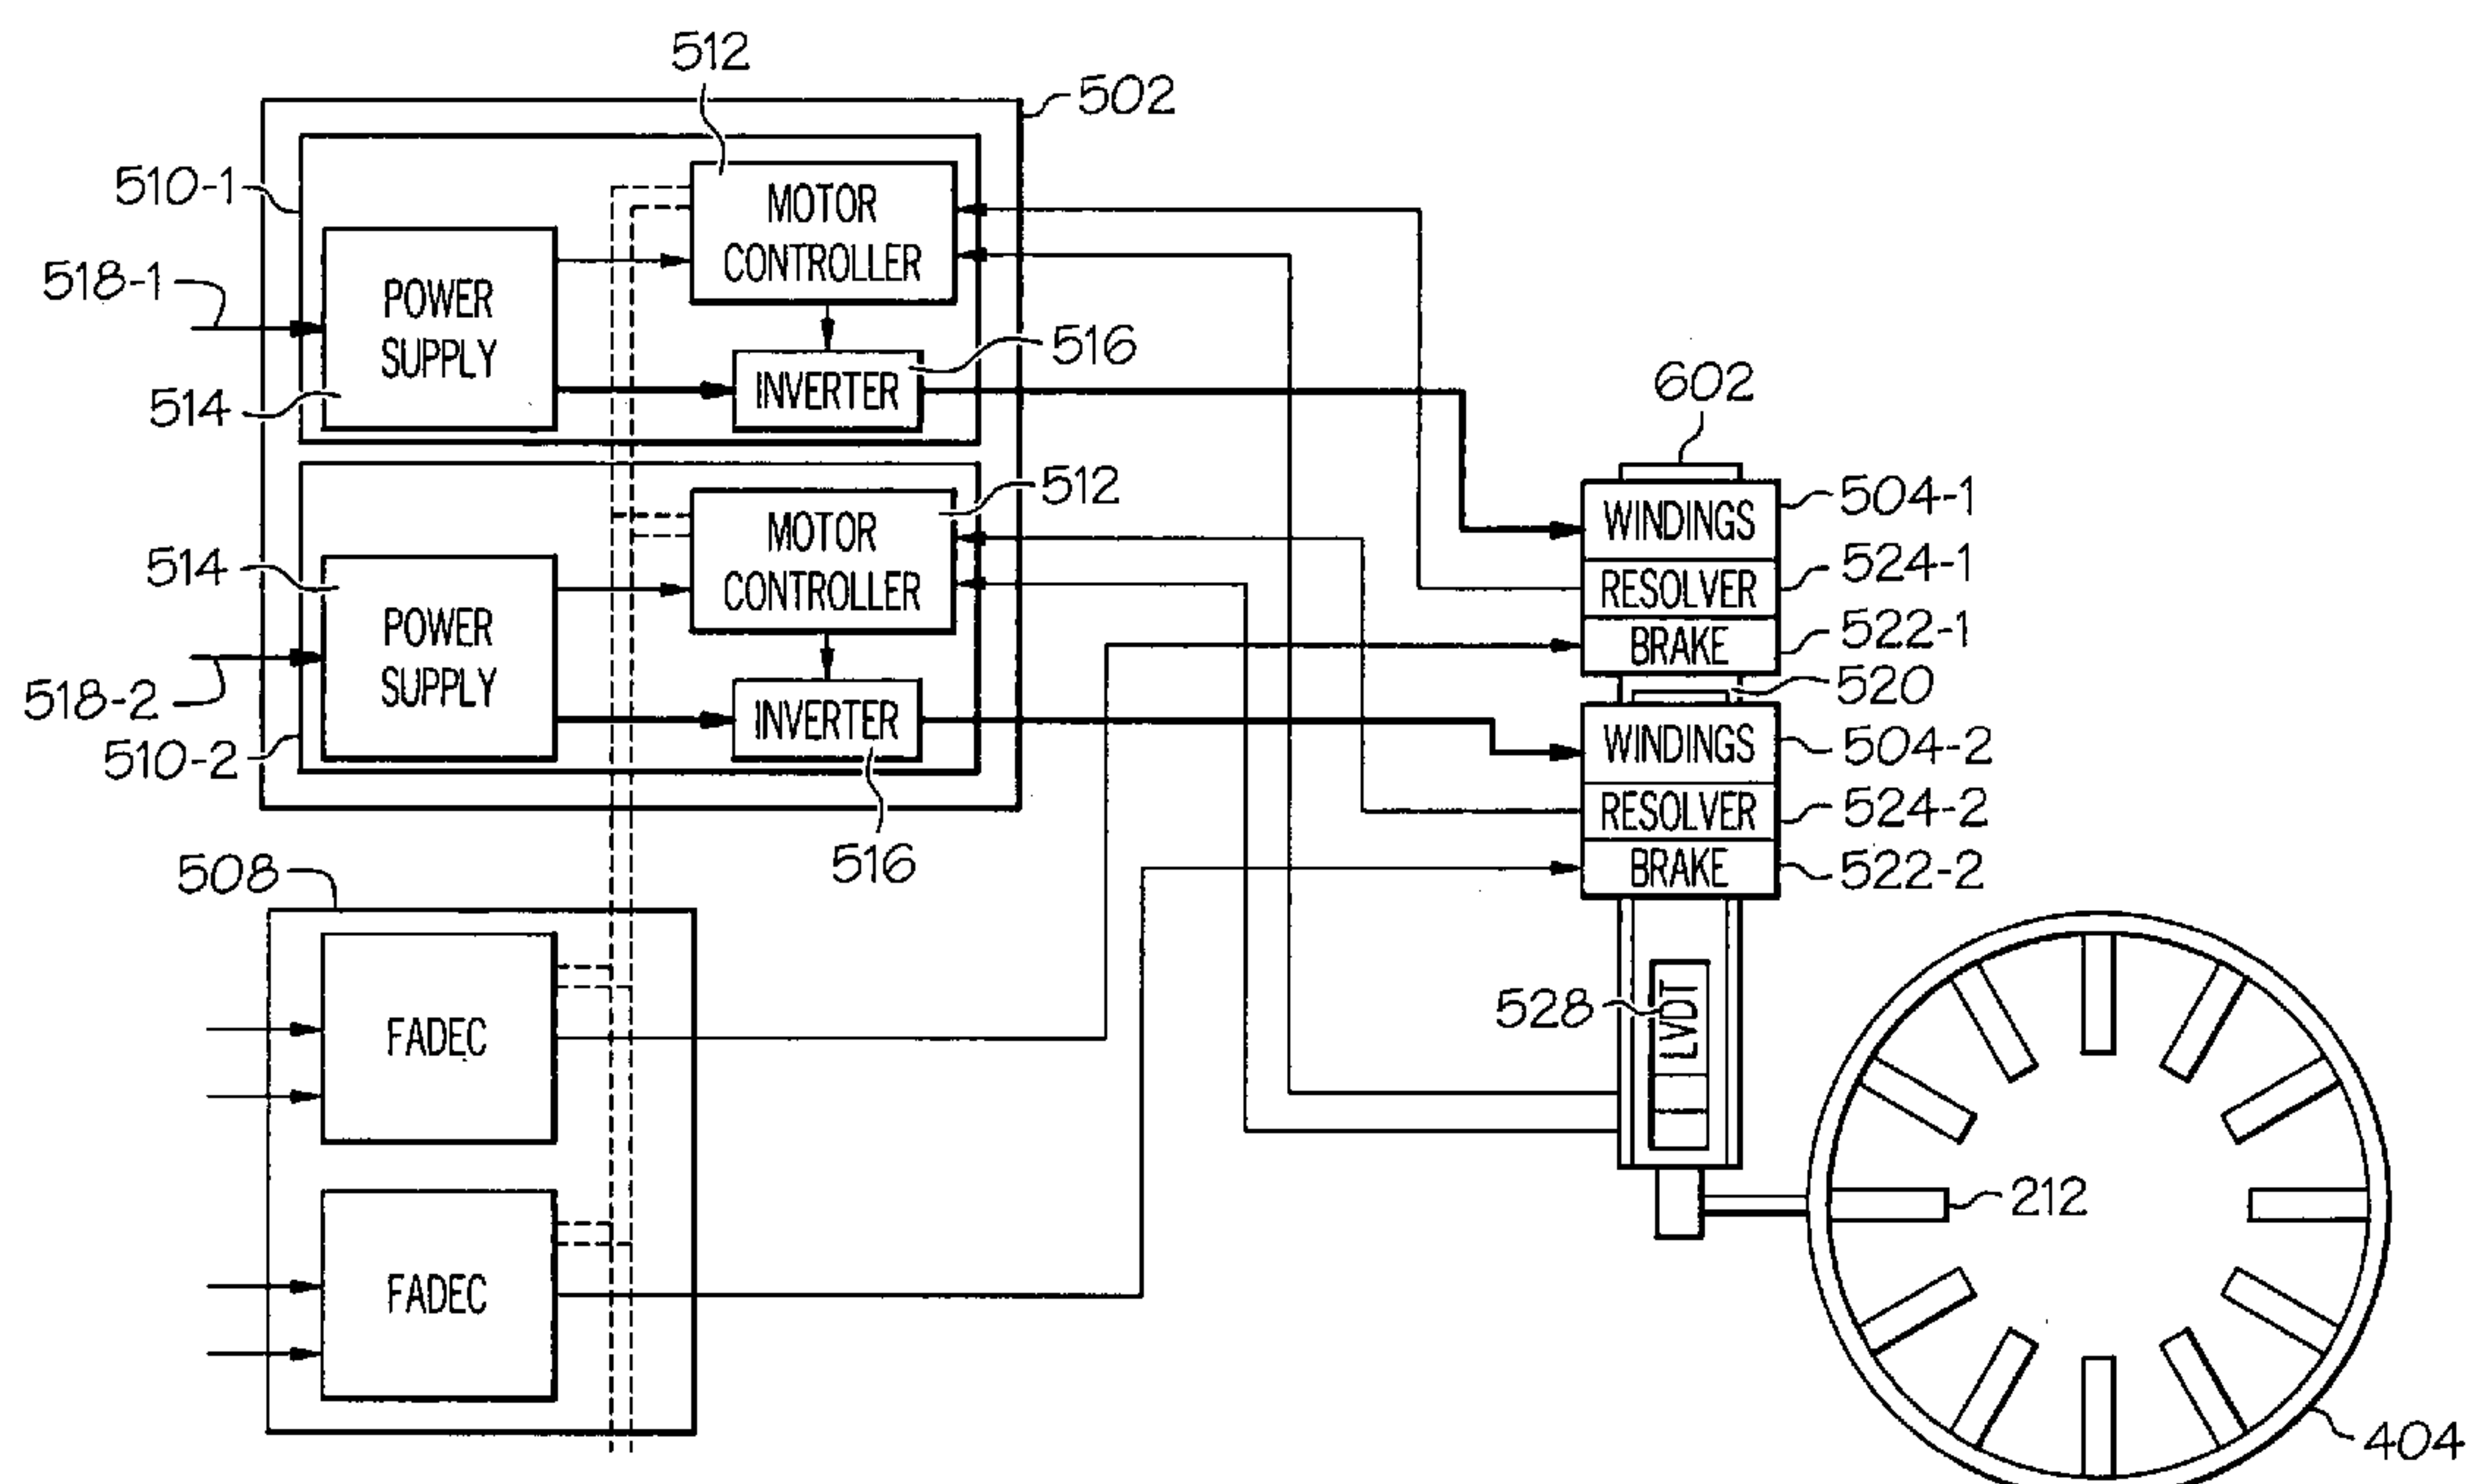 512
502
510-1
MOTOR
CONTROLLER
518-1
POWER
SUPPLY
516
514
INVERTER
602
512
504-1
WINDINGS
514
MOTOR
CONTROLLER
524-1
RESOLVER
POWER
SUPPLY
522-1
BRAKE
520
518-2
INVERTER
504-2
WINDINGS
510-2
524-2
RESOLVER
516
522-2
BRAKE
508
FADEC
528
LVDT
212
FADEC
404